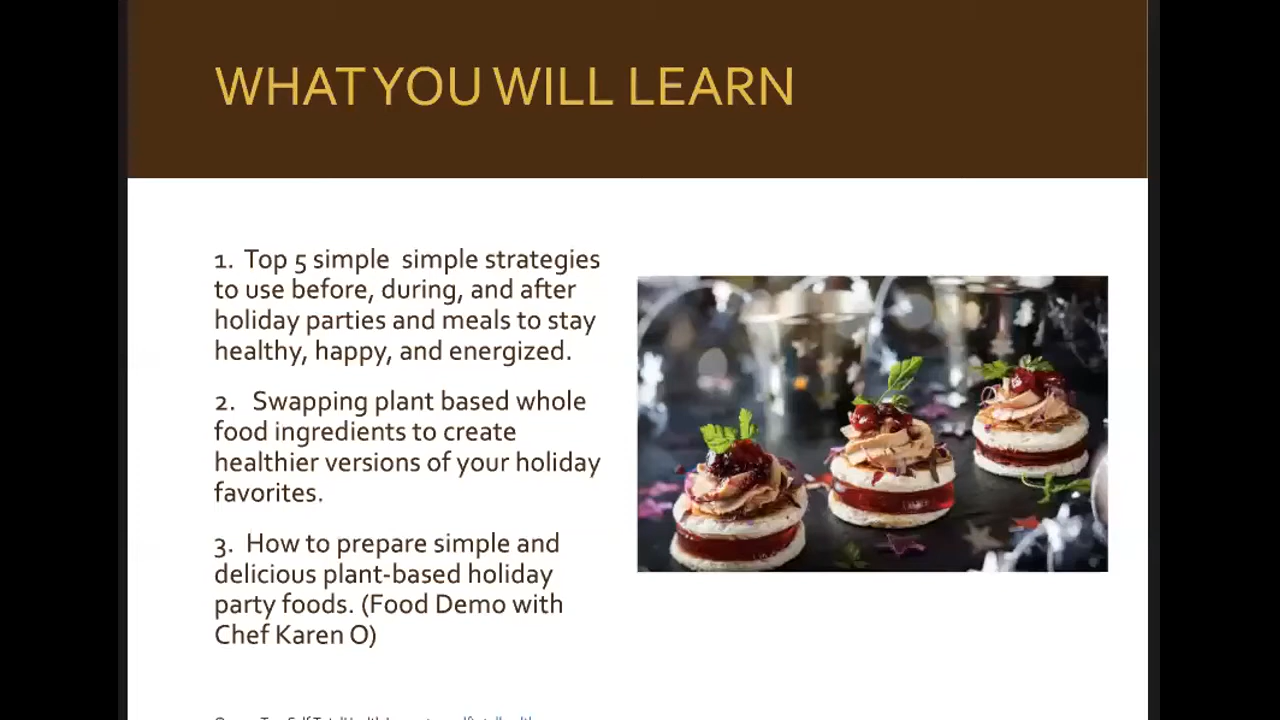 WHAT YOU WILL LEARN
1. Top 5 simple  simple strategies
to use before, during, and after
holiday parties and meals to stay
healthy, happy, and energized.
2.  Swapping plant based whole
food ingredients to create
healthier versions of your holiday
favorites.
3. How to prepare simple and
delicious plant-based holiday
party foods. (Food Demo with
Chef Karen O)